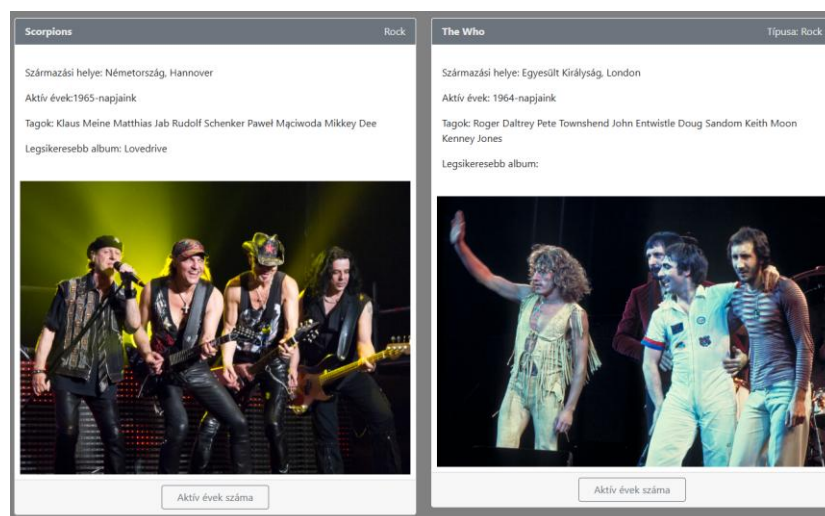 Scorpions
Rock
Származási helye: Németország, Hannover
Aktív évek:1965-napjaink
Tagok: Klaus Meine Matthias Jab Rudolf Schenker Paweł Mąciwoda Mikkey Dee
Legsikeresebb album: Lovedrive
Aktív évek száma
The Who
Típusa: Rock
Származási helye: Egyesült Királyság, London
Aktív évek: 1964-napjaink
Tagok: Roger Daltrey Pete Townshend John Entwistle Doug Sandom Keith Moon
Kenney Jones
Legsikeresebb album:
Aktív évek száma